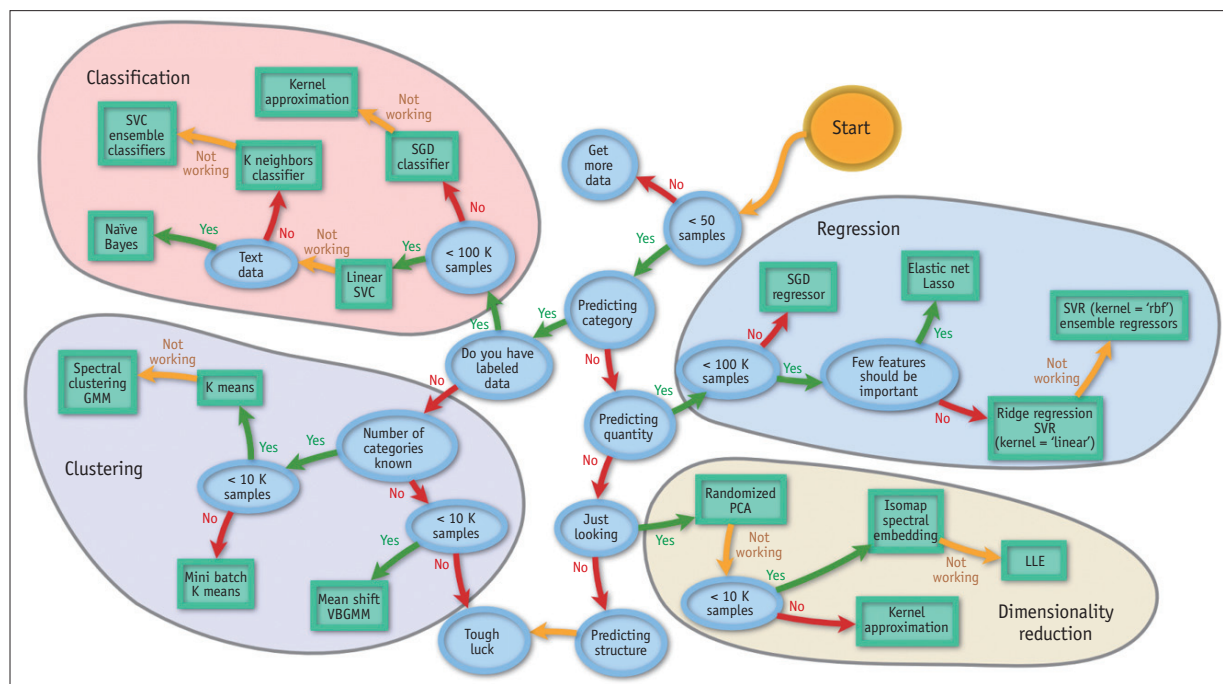 Start
Get
more
data
No
< 50
samples
Yes
Predicting
category
Yes
No
Do you have
labeled
data
Yes
No
Classification
Kernel
approximation
Not
working
SGD
classifier
No
< 100 K
samples
Yes
Linear
SVC
Not
working
Text
data
Yes
Naïve
Bayes
No
K neighbors
classifier
Not
working
SVC
ensemble
classifiers
Clustering
Number of
categories
known
Yes
No
< 10 K
samples
Yes
K means
Not
working
Spectral
clustering
GMM
No
Mini batch
K means
< 10 K
samples
Yes
Mean shift
VBGMM
No
Tough
luck
Predicting
quantity
Yes
No
Regression
< 100 K
samples
No
SGD
regressor
Yes
Few features
should be
important
Yes
Elastic net
Lasso
No
Ridge regression
SVR
(kernel = ‘linear’)
Not
working
SVR (kernel = ‘rbf’)
ensemble regressors
Just
looking
Yes
No
Predicting
structure
Randomized
PCA
Not
working
< 10 K
samples
Yes
Isomap
spectral
embedding
Not
working
LLE
No
Kernel
approximation
Dimensionality
reduction